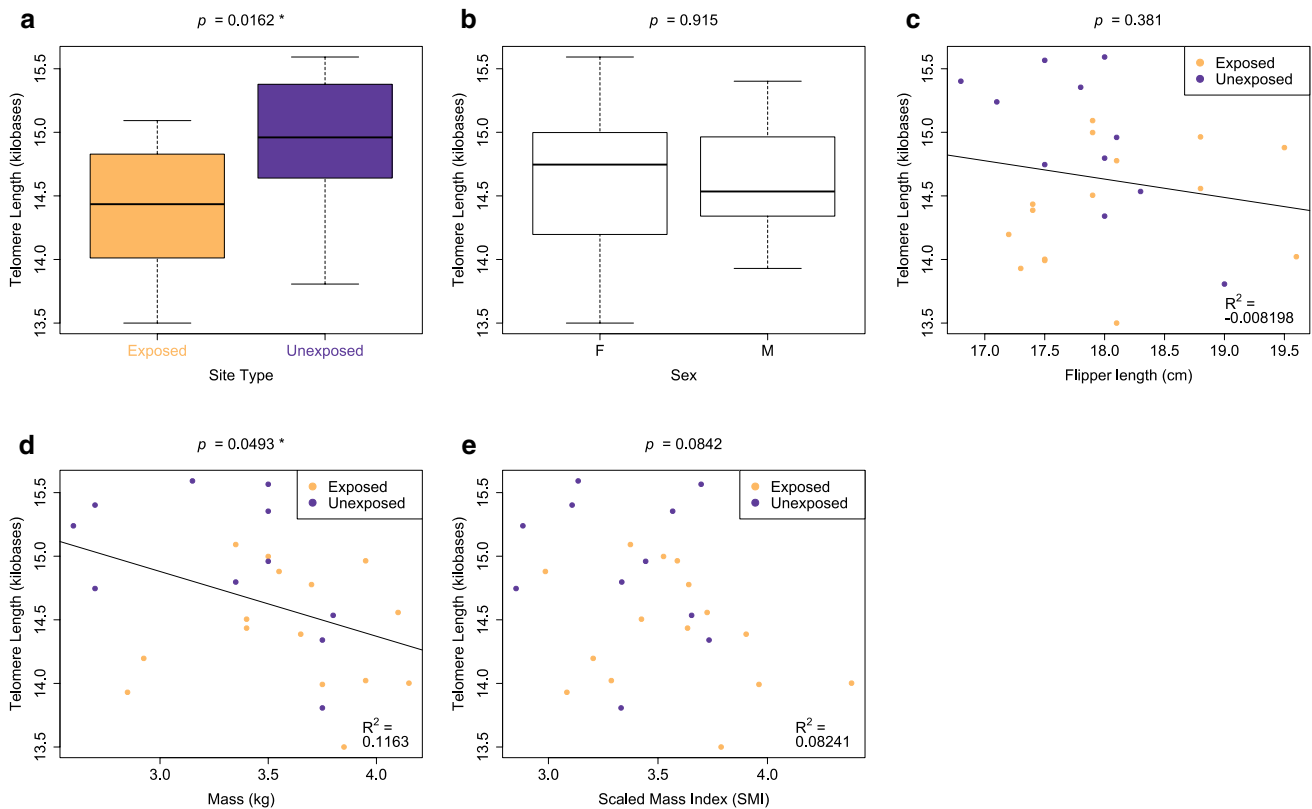 a
p = 0.0162 *
Telomere Length (kilobases)
15.5
15.0
14.5
14.0
13.5
Exposed
Unexposed
Site Type
b
p = 0.915
Telomere Length (kilobases)
15.5
15.0
14.5
14.0
13.5
F
M
Sex
c
p = 0.381
Telomere Length (kilobases)
15.5
15.0
14.5
14.0
13.5
Exposed
Unexposed
R² =
-0.008198
17.0 17.5 18.0 18.5 19.0 19.5
Flipper length (cm)
d
p = 0.0493 *
Telomere Length (kilobases)
15.5
15.0
14.5
14.0
13.5
Exposed
Unexposed
R² =
0.1163
3.0 3.5 4.0
Mass (kg)
e
p = 0.0842
Telomere Length (kilobases)
15.5
15.0
14.5
14.0
13.5
Exposed
Unexposed
R² =
0.08241
3.0 3.5 4.0
Scaled Mass Index (SMI)